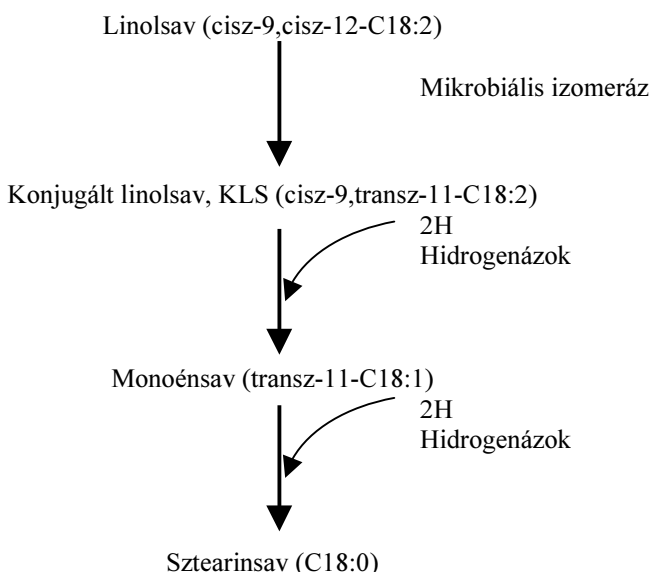 Linolsav (cisz-9,cisz-12-C18:2)
Mikrobiális izomeráz
Konjugált linolsav, KLS (cisz-9,transz-11-C18:2)
2H
Hidrogenázok
Monoénsav (transz-11-C18:1)
2H
Hidrogenázok
Sztearinsav (C18:0)